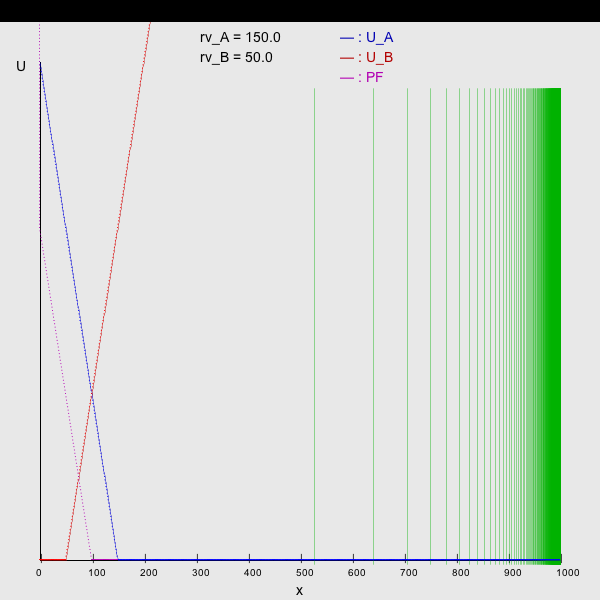 rv_A = 150.0
— : U_A
rv_B = 50.0
— : U_B
U
— : PF
0 100 200 300 400 500 600 700 800 900 1000
x